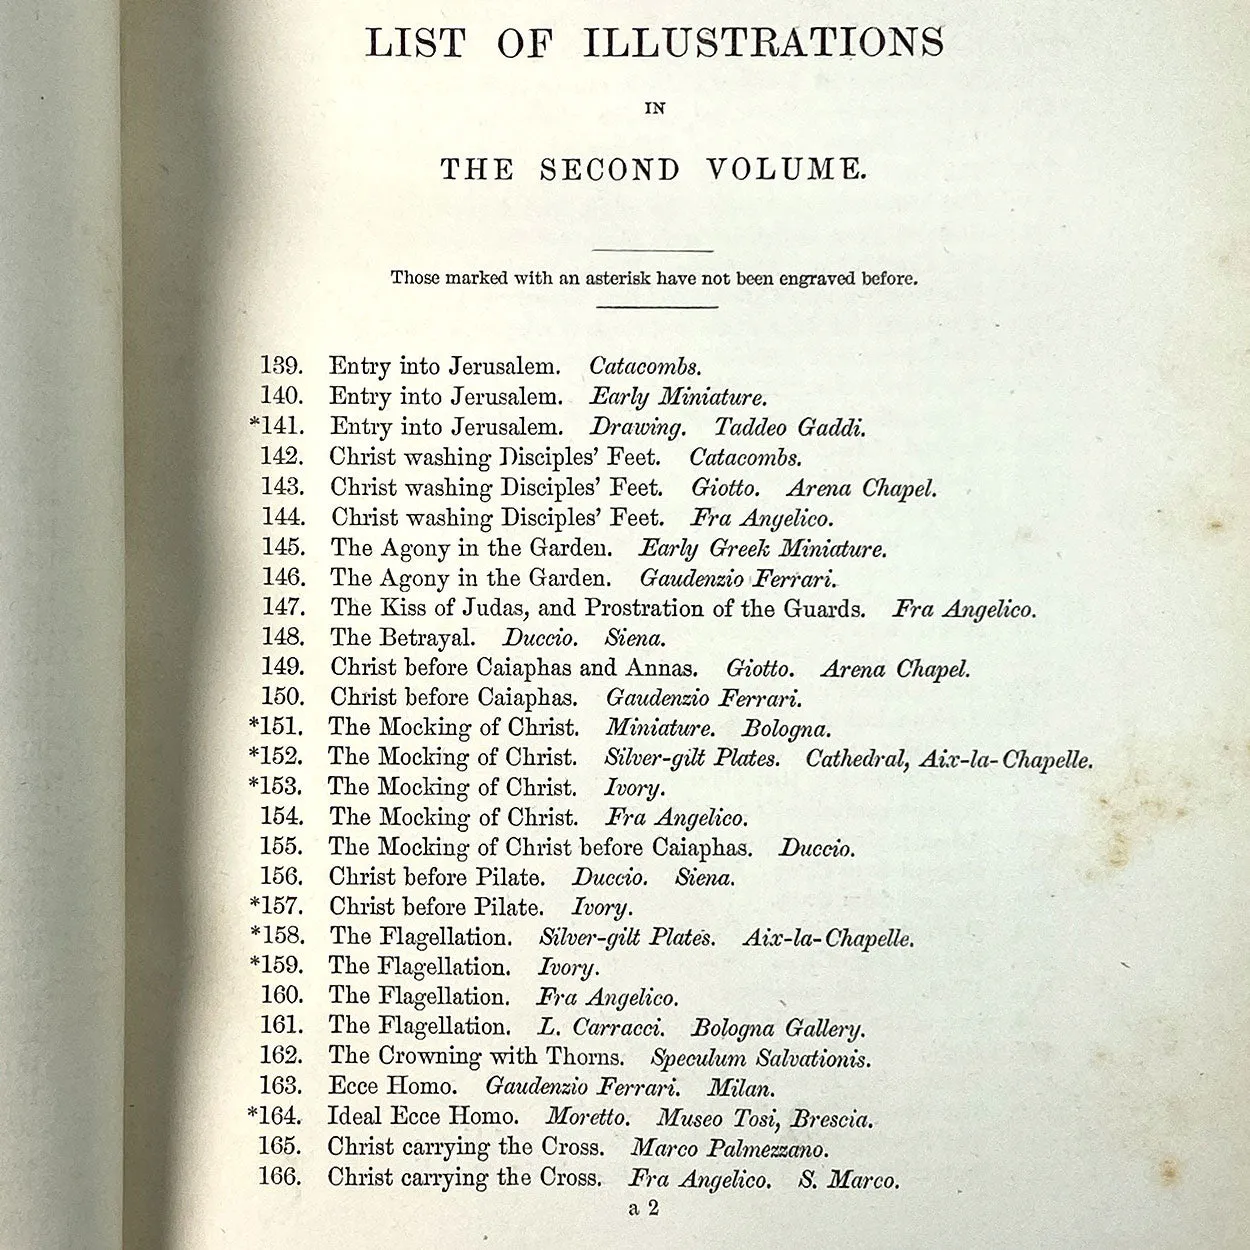 LIST OF ILLUSTRATIONS
IN
THE SECOND VOLUME.
Those marked with an asterisk have not been engraved before.
139. Entry into Jerusalem. Catacombs.
140. Entry into Jerusalem. Early Miniature.
*141. Entry into Jerusalem. Drawing. Taddeo Gaddi.
142. Christ washing Disciples' Feet. Catacombs.
143. Christ washing Disciples' Feet. Giotto. Arena Chapel.
144. Christ washing Disciples' Feet. Fra Angelico.
145. The Agony in the Garden. Early Greek Miniature.
146. The Agony in the Garden. Gaudenzio Ferrari.
147. The Kiss of Judas, and Prostration of the Guards. Fra Angelico.
148. The Betrayal. Duccio. Siena.
149. Christ before Caiaphas and Annas. Giotto. Arena Chapel.
150. Christ before Caiaphas. Gaudenzio Ferrari.
*151. The Mocking of Christ. Miniature. Bologna.
*152. The Mocking of Christ. Silver-gilt Plates. Cathedral, Aix-la-Chapelle.
*153. The Mocking of Christ. Ivory.
154. The Mocking of Christ. Fra Angelico.
155. The Mocking of Christ before Caiaphas. Duccio.
156. Christ before Pilate. Duccio. Siena.
*157. Christ before Pilate. Ivory.
*158. The Flagellation. Silver-gilt Plates. Aix-la-Chapelle.
*159. The Flagellation. Ivory.
160. The Flagellation. Fra Angelico.
161. The Flagellation. L. Carracci. Bologna Gallery.
162. The Crowning with Thorns. Speculum Salvationis.
163. Ecce Homo. Gaudenzio Ferrari. Milan.
*164. Ideal Ecce Homo. Moretto. Museo Tosi, Brescia.
165. Christ carrying the Cross. Marco Palmezzano.
166. Christ carrying the Cross. Fra Angelico. S. Marco.
a 2